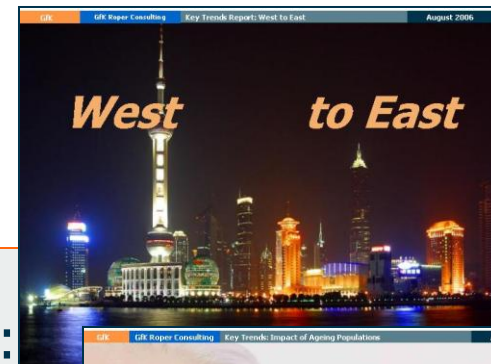 GfK GfK Roper Consulting Key Trends Report: West to East August 2006
West to East
:
GfK GfK Roper Consulting Key Trends: Impact of Ageing Populations